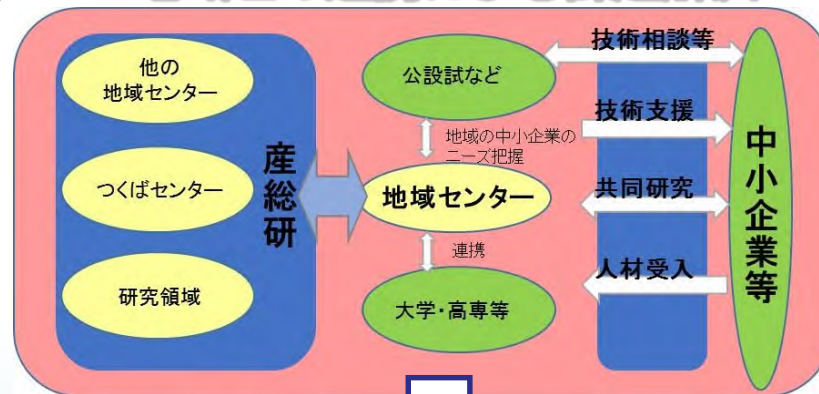 他の
地域センター
つくばセンター
研究領域
産総研
公設試など
地域の中小企業の
ニーズ把握
地域センター
連携
大学・高専等
技術相談等
技術支援
共同研究
人材受入
中小企業等